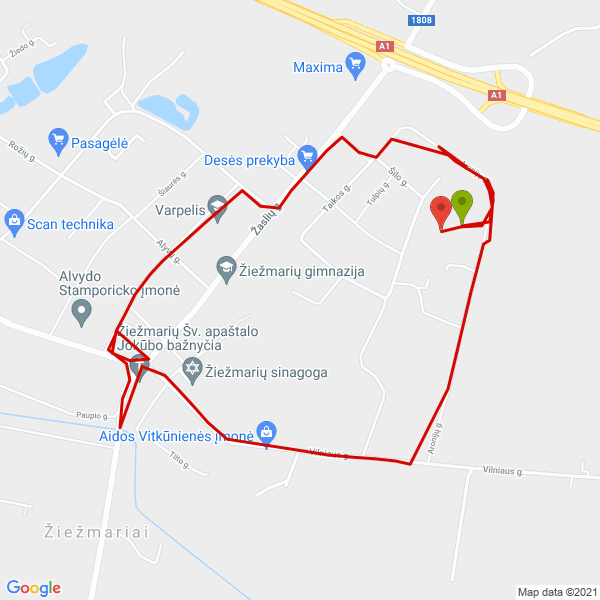 1808
A1
Maxima
A1
Žiedo g.
Pasagėlė
Rožių g.
Desės prekyba
Šiaurės g.
Šilo g.
Taikos g.
Tulpių g.
Varpelis
Žaslių g.
Scan technika
Alyvų g.
Alvydo
Stamporicko įmonė
Žiežmarių gimnazija
Žiežmarių Šv. apaštalo
Jokūbo bažnyčia
Žiežmarių sinagoga
Paupio g.
Aidos Vitkūnienės įmonė
Aronijų g.
Tilto g.
Vilniaus g.
Vilniaus g.
Žiežmariai
Google
Map data ©2021